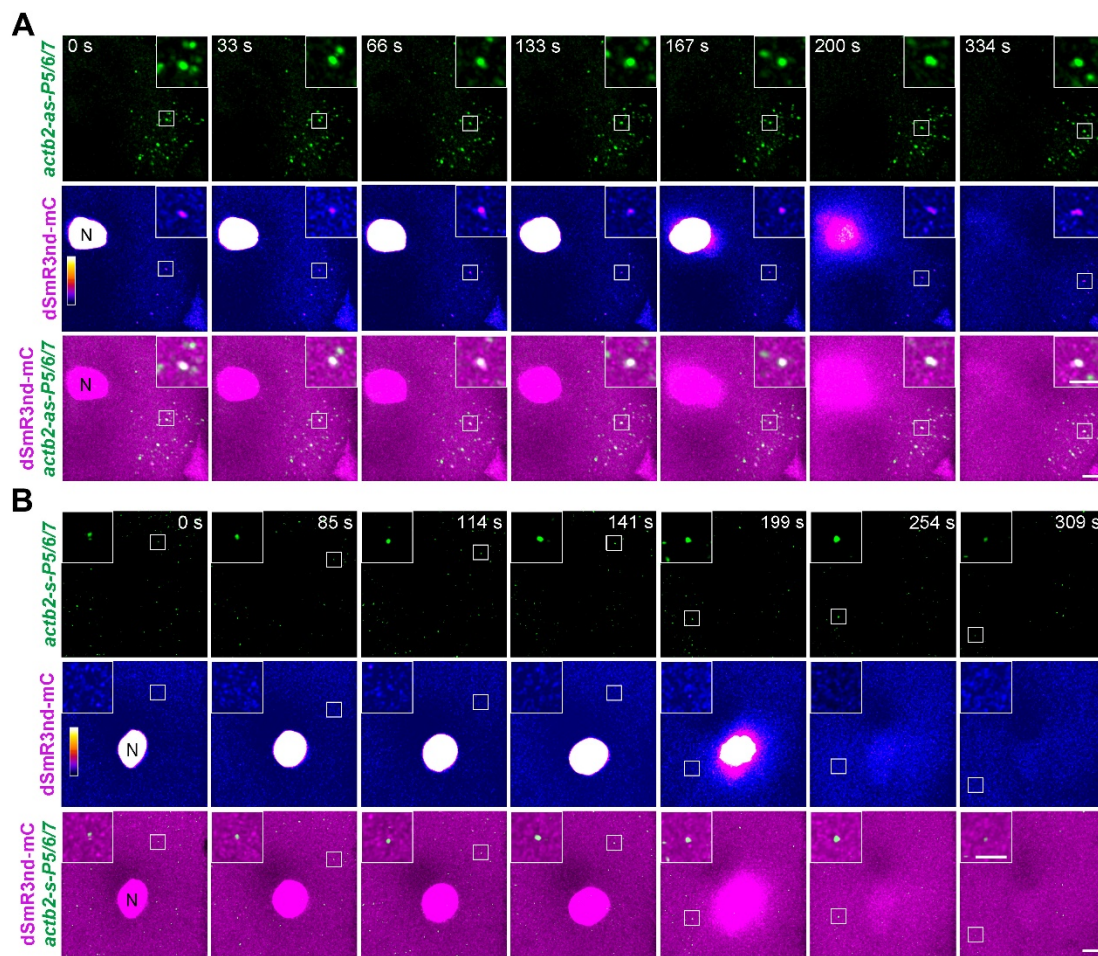 A
actb2-as-P5/6/7
0 s
33 s
66 s
133 s
167 s
200 s
334 s
dSmR3nd-mC
N
dSmR3nd-mC
actb2-as-P5/6/7
N
B
actb2-s-P5/6/7
0 s
85 s
114 s
141 s
199 s
254 s
309 s
dSmR3nd-mC
N
dSmR3nd-mC
actb2-s-P5/6/7
N